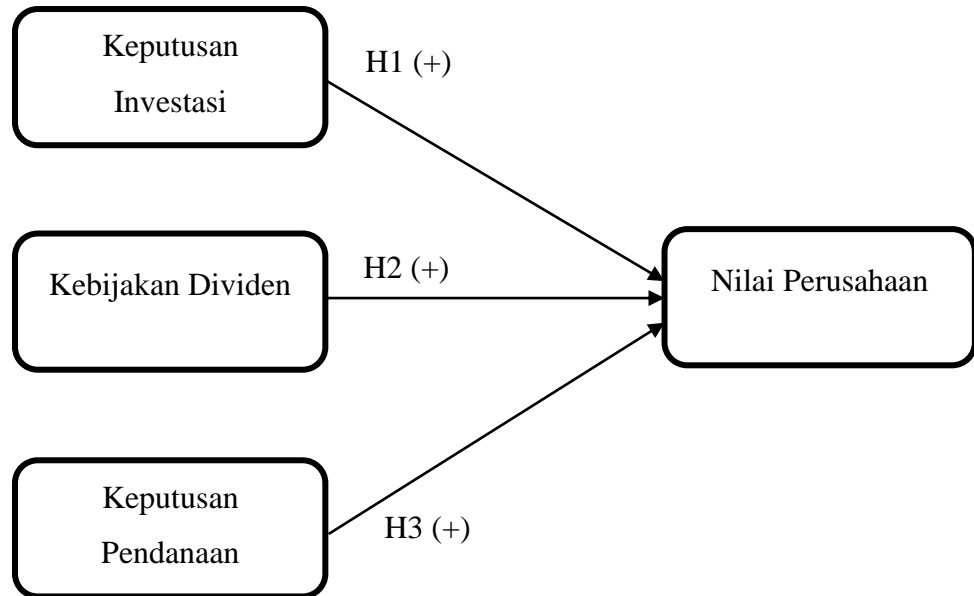 Keputusan
Investasi
H1 (+)
Kebijakan Dividen
H2 (+)
Nilai Perusahaan
Keputusan
Pendanaan
H3 (+)